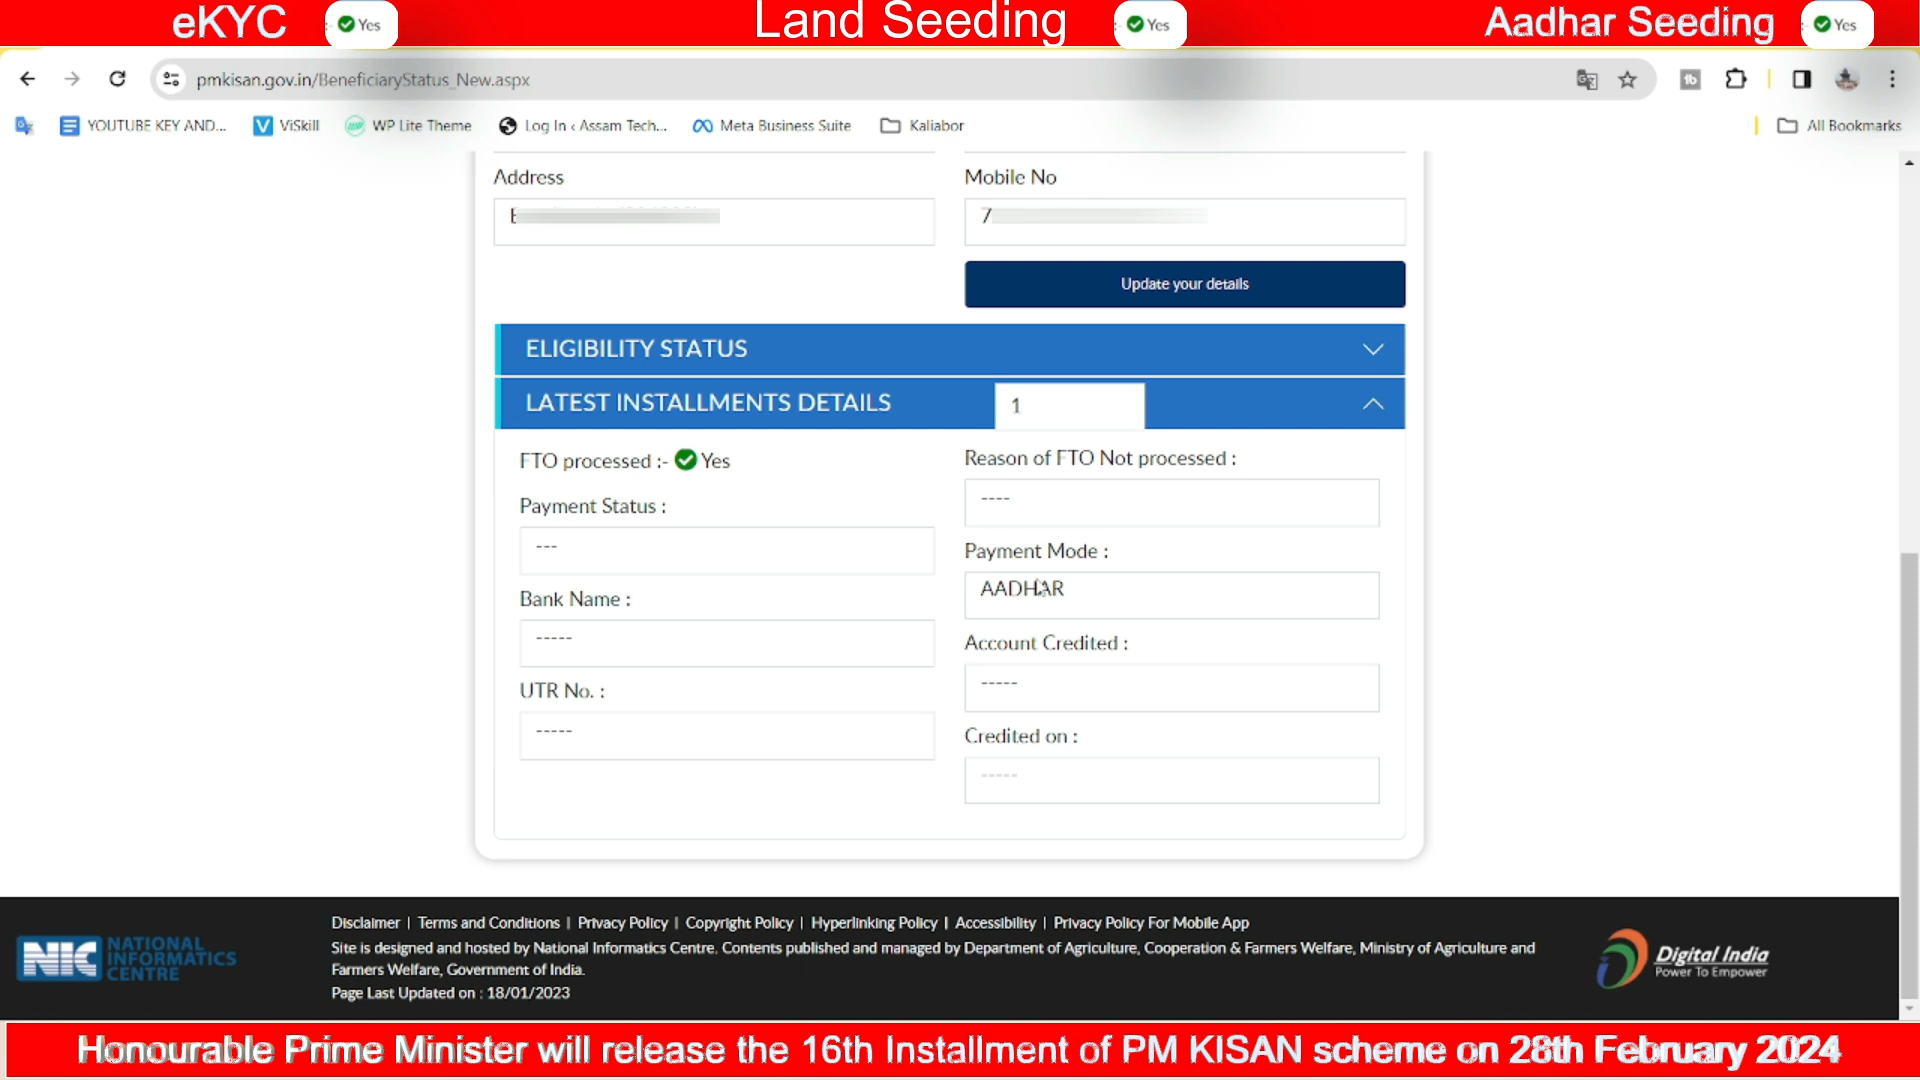 eKYC :- Yes Land Seeding :- Yes Aadhar Seeding :- Yes
pmkisan.gov.in/BeneficiaryStatus_New.aspx
YOUTUBE KEY AND... ViSkill WP Lite Theme Log In ‹ Assam Tech... Meta Business Suite Kaliabor All Bookmarks
Address Mobile No
7
Update your details
ELIGIBILITY STATUS
LATEST INSTALLMENTS DETAILS 1
FTO processed :- Yes
Reason of FTO Not processed :
----
Payment Status :
---
Payment Mode :
AADHAR
Bank Name :
-----
Account Credited :
-----
UTR No. :
-----
Credited on :
-----
Disclaimer | Terms and Conditions | Privacy Policy | Copyright Policy | Hyperlinking Policy | Accessibility | Privacy Policy For Mobile App
Site is designed and hosted by National Informatics Centre. Contents published and managed by Department of Agriculture, Cooperation & Farmers Welfare, Ministry of Agriculture and
Farmers Welfare, Government of India.
Page Last Updated on : 18/01/2023
NIC NATIONAL
INFORMATICS
CENTRE
Digital India
Power To Empower
Honourable Prime Minister will release the 16th Installment of PM KISAN scheme on 28th February 2024